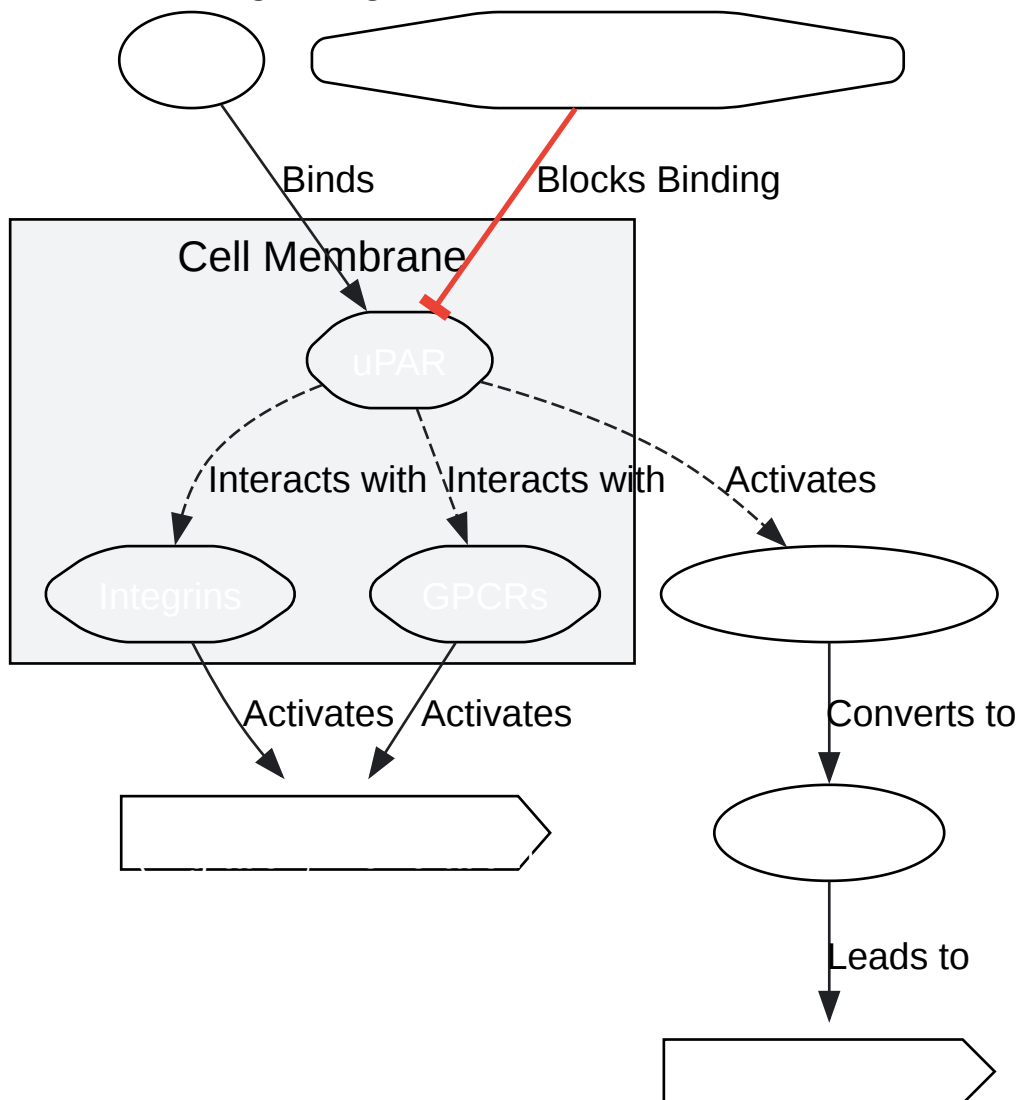 Binds
Blocks Binding
Cell Membrane
uPAR
Interacts with
Interacts with
Activates
Integrins
GPCRs
Activates
Activates
Converts to
Leads to